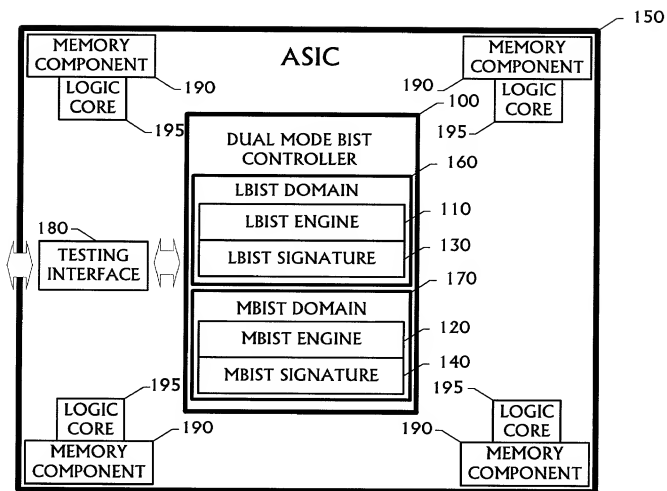 150
MEMORY
COMPONENT
190
LOGIC
CORE
195
ASIC
MEMORY
COMPONENT
190
LOGIC
CORE
195
100
DUAL MODE BIST
CONTROLLER
160
LBIST DOMAIN
LBIST ENGINE
110
LBIST SIGNATURE
130
180
TESTING
INTERFACE
170
MBIST DOMAIN
MBIST ENGINE
120
MBIST SIGNATURE
140
195
LOGIC
CORE
190
MEMORY
COMPONENT
195
LOGIC
CORE
190
MEMORY
COMPONENT